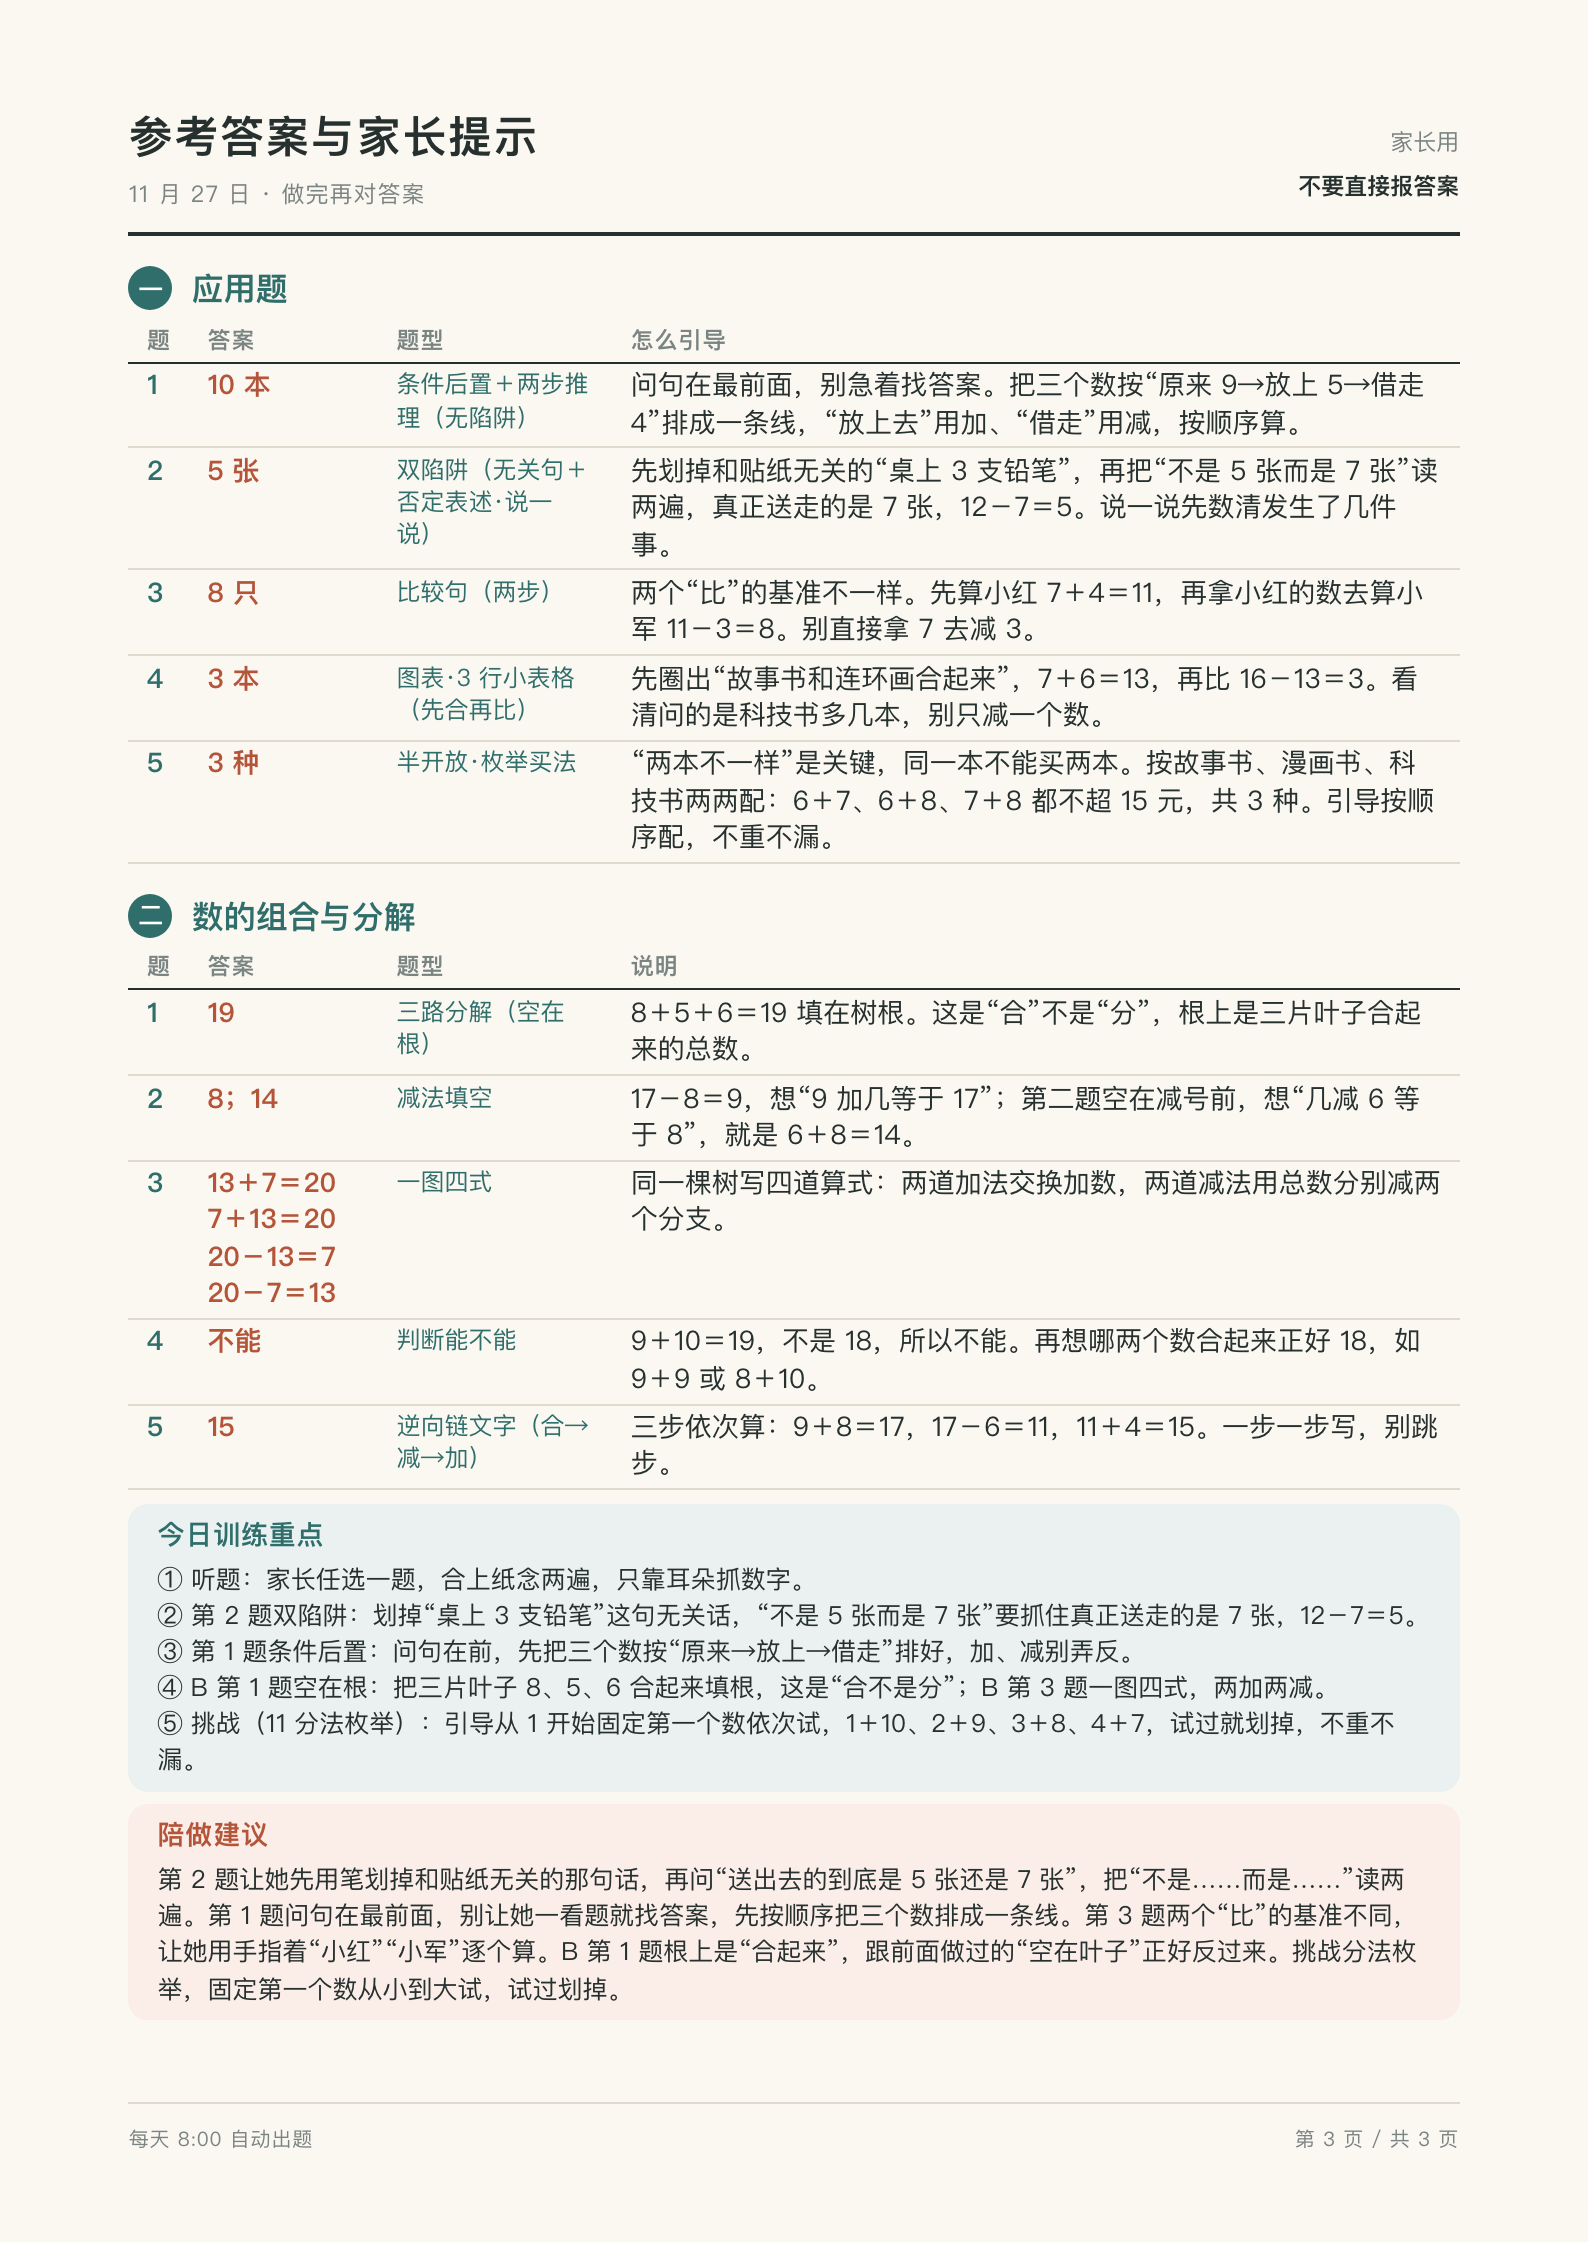 参考答案与家长提示
家长用
11 月 27 日 · 做完再对答案
不要直接报答案
一 应用题
题 答案 题型 怎么引导
1 10 本 条件后置＋两步推 问句在最前面，别急着找答案。把三个数按“原来 9→放上 5→借走
理（无陷阱） 4”排成一条线，“放上去”用加、“借走”用减，按顺序算。
2 5 张 双陷阱（无关句＋ 先划掉和贴纸无关的“桌上 3 支铅笔”，再把“不是 5 张而是 7 张”读
否定表述·说一 两遍，真正送走的是 7 张，12－7＝5。说一说先数清发生了几件
说） 事。
3 8 只 比较句（两步） 两个“比”的基准不一样。先算小红 7＋4＝11，再拿小红的数去算小
军 11－3＝8。别直接拿 7 去减 3。
4 3 本 图表·3 行小表格 先圈出“故事书和连环画合起来”，7＋6＝13，再比 16－13＝3。看
（先合再比） 清问的是科技书多几本，别只减一个数。
5 3 种 半开放·枚举买法 “两本不一样”是关键，同一本不能买两本。按故事书、漫画书、科
技书两两配：6＋7、6＋8、7＋8 都不超 15 元，共 3 种。引导按顺
序配，不重不漏。
二 数的组合与分解
题 答案 题型 说明
1 19 三路分解（空在 8＋5＋6＝19 填在树根。这是“合”不是“分”，根上是三片叶子合起
根） 来的总数。
2 8；14 减法填空 17－8＝9，想“9 加几等于 17”；第二题空在减号前，想“几减 6 等
于 8”，就是 6＋8＝14。
3 13＋7＝20 一图四式 同一棵树写四道算式：两道加法交换加数，两道减法用总数分别减两
7＋13＝20 个分支。
20－13＝7
20－7＝13
4 不能 判断能不能 9＋10＝19，不是 18，所以不能。再想哪两个数合起来正好 18，如
9＋9 或 8＋10。
5 15 逆向链文字（合→ 三步依次算：9＋8＝17，17－6＝11，11＋4＝15。一步一步写，别跳
减→加） 步。
今日训练重点
① 听题：家长任选一题，合上纸念两遍，只靠耳朵抓数字。
② 第 2 题双陷阱：划掉“桌上 3 支铅笔”这句无关话，“不是 5 张而是 7 张”要抓住真正送走的是 7 张，12－7＝5。
③ 第 1 题条件后置：问句在前，先把三个数按“原来→放上→借走”排好，加、减别弄反。
④ B 第 1 题空在根：把三片叶子 8、5、6 合起来填根，这是“合不是分”；B 第 3 题一图四式，两加两减。
⑤ 挑战（11 分法枚举）：引导从 1 开始固定第一个数依次试，1＋10、2＋9、3＋8、4＋7，试过就划掉，不重不
漏。
陪做建议
第 2 题让她先用笔划掉和贴纸无关的那句话，再问“送出去的到底是 5 张还是 7 张”，把“不是……而是……”读两
遍。第 1 题问句在最前面，别让她一看题就找答案，先按顺序把三个数排成一条线。第 3 题两个“比”的基准不同，
让她用手指着“小红”“小军”逐个算。B 第 1 题根上是“合起来”，跟前面做过的“空在叶子”正好反过来。挑战分法枚
举，固定第一个数从小到大试，试过划掉。
每天 8:00 自动出题
第 3 页 / 共 3 页